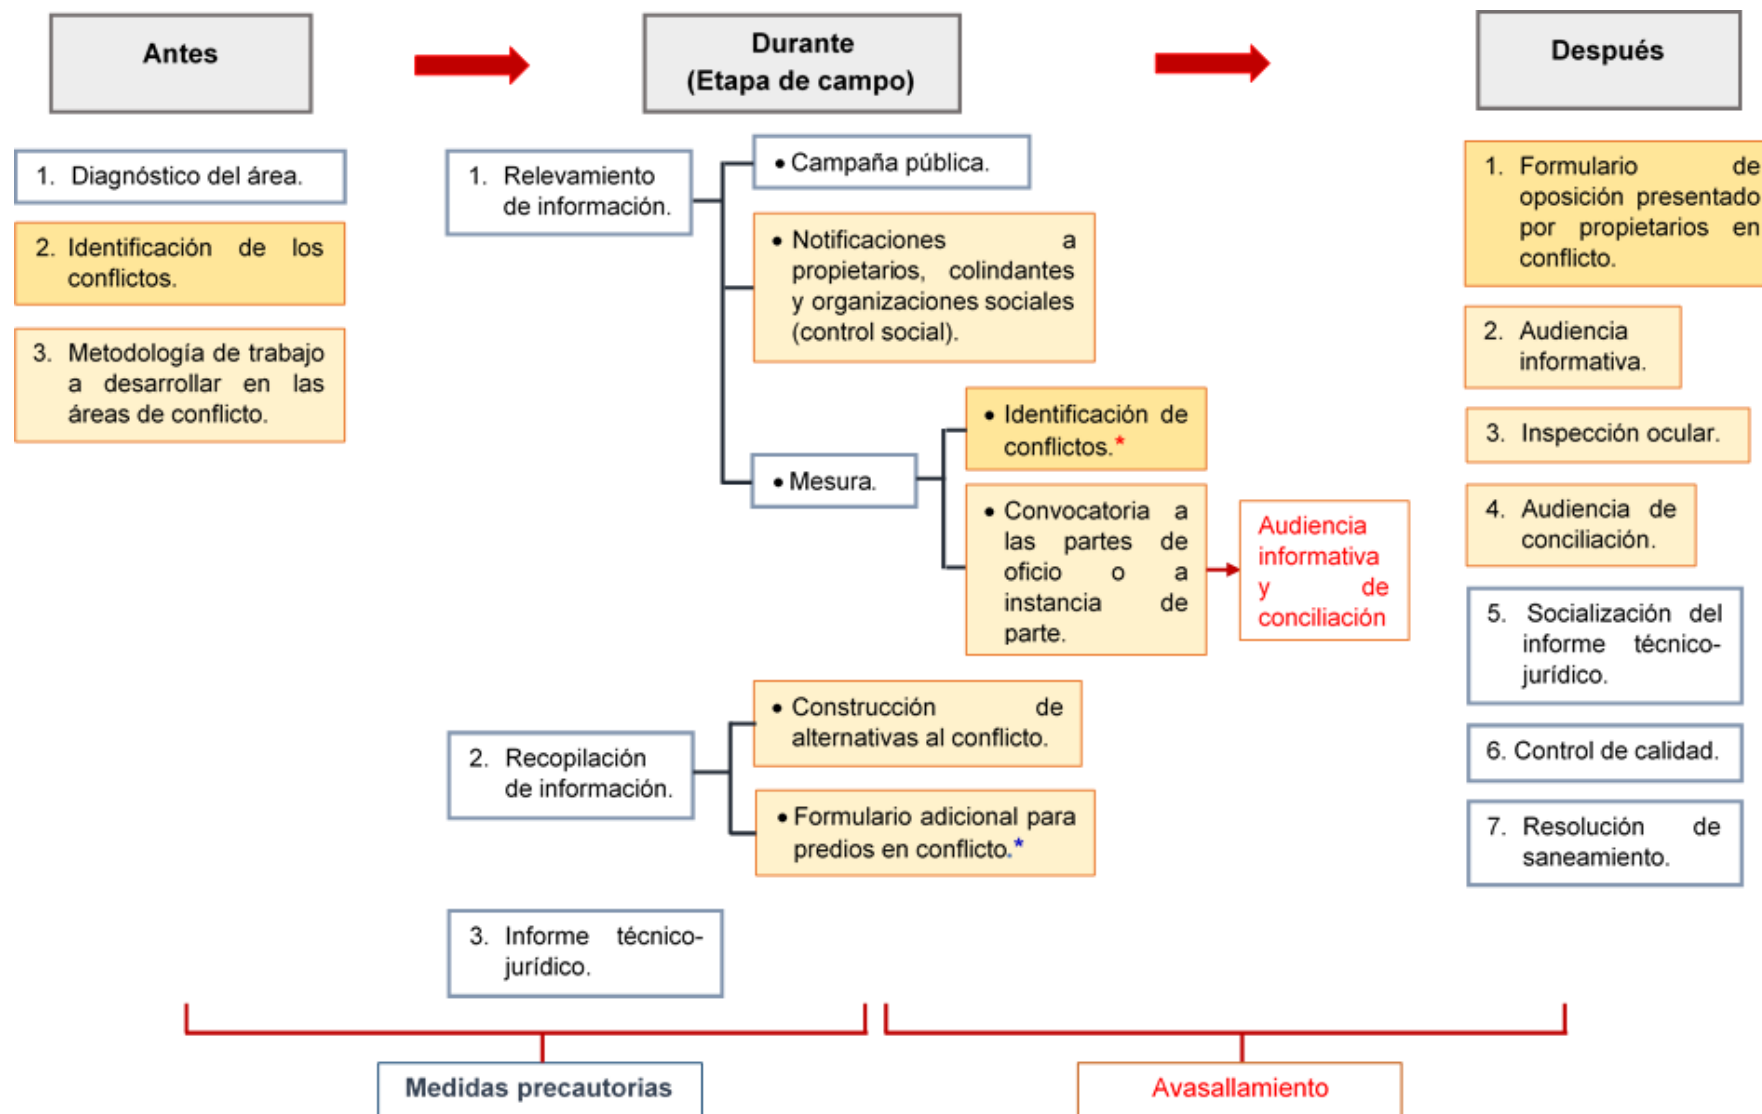 Antes
1. Diagnóstico del área.
2. Identificación de los
conflictos.
3. Metodología de trabajo
a desarrollar en las
áreas de conflicto.
Durante
(Etapa de campo)
1. Relevamiento
de información.
• Campaña pública.
• Notificaciones a
propietarios, colindantes
y organizaciones sociales
(control social).
• Mesura.
• Identificación de
conflictos.*
• Convocatoria a
las partes de
oficio o a
instancia de
parte.
Audiencia
informativa
y de
conciliación
2. Recopilación
de información.
• Construcción de
alternativas al conflicto.
• Formulario adicional para
predios en conflicto.*
3. Informe técnico-
jurídico.
Después
1. Formulario de
oposición presentado
por propietarios en
conflicto.
2. Audiencia
informativa.
3. Inspección ocular.
4. Audiencia de
conciliación.
5. Socialización del
informe técnico-
jurídico.
6. Control de calidad.
7. Resolución de
saneamiento.
Medidas precautorias
Avasallamiento